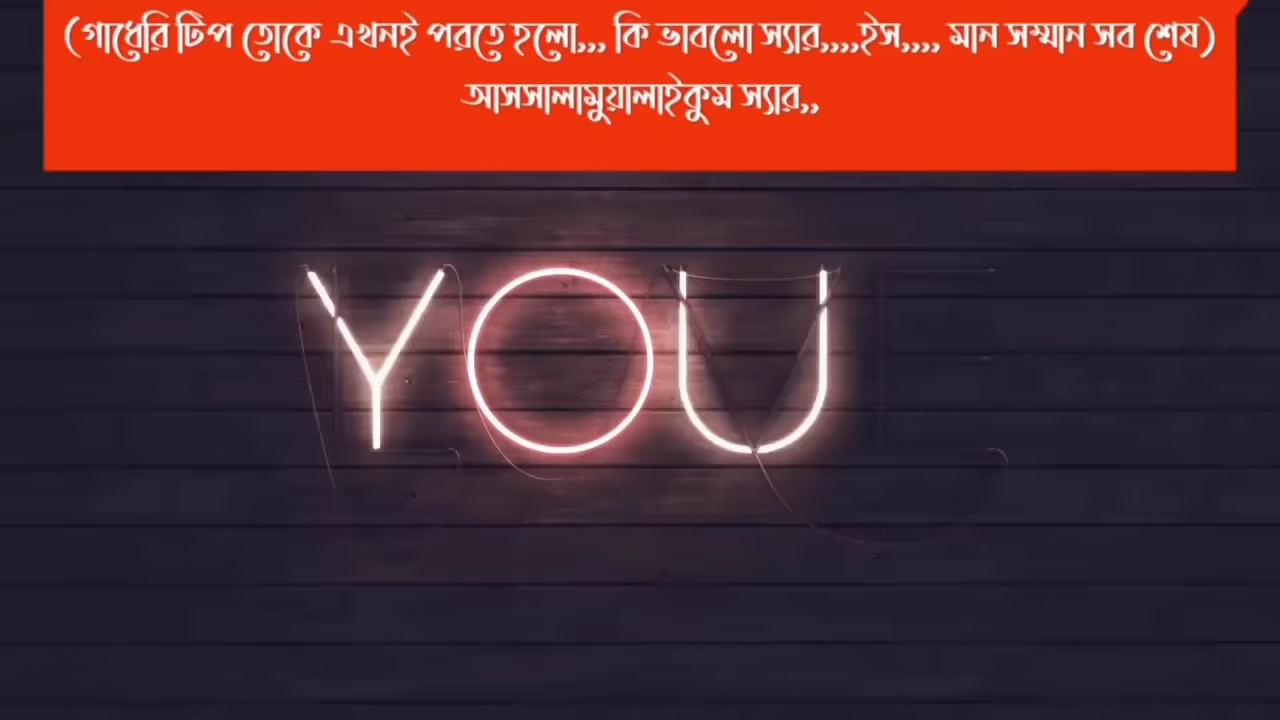 (গাধেরি টিপ তোকে এখনই পরতে হলো,,, কি ভাবলো স্যার,,,,ইস,,,, মান সম্মান সব শেষ)
আসসালামুয়ালাইকুম স্যার,,
YOU